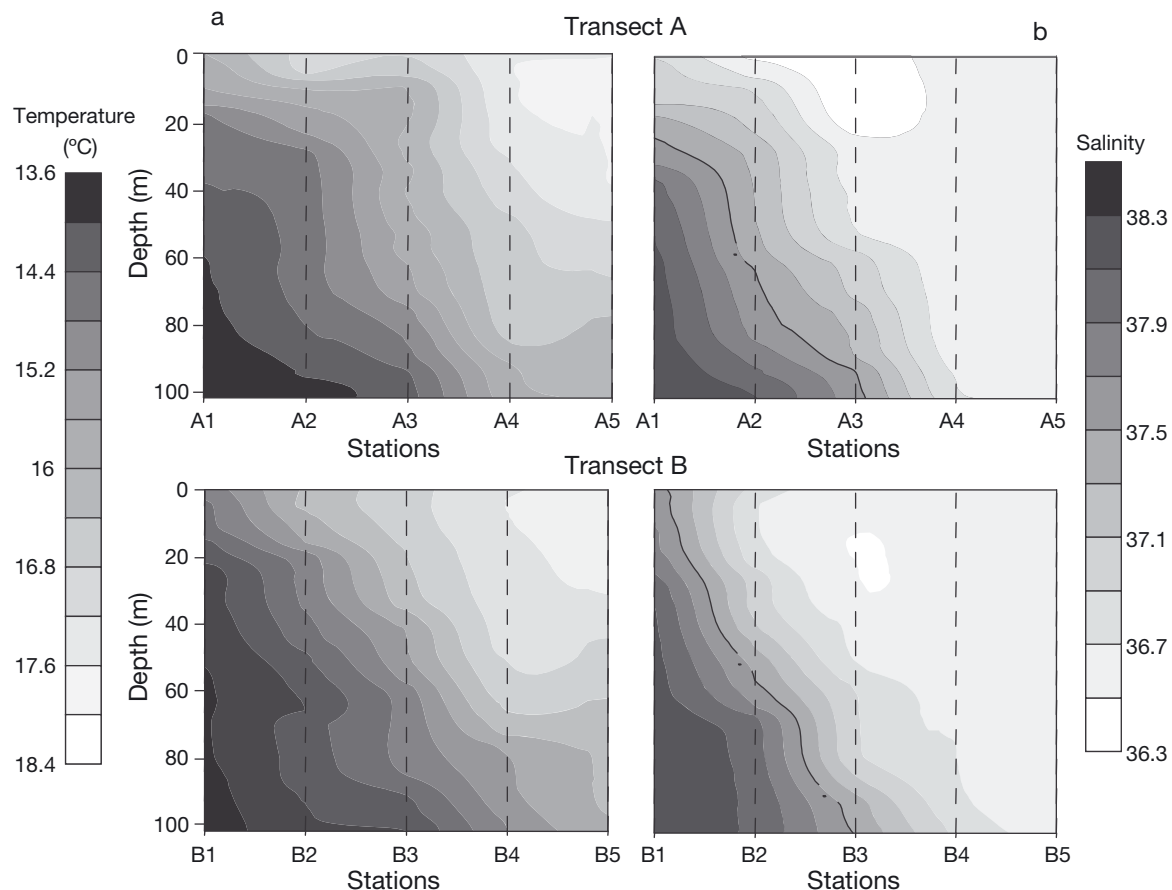 a
Transect A
b
Temperature
(°C)
13.6
14.4
15.2
16
16.8
17.6
18.4
Depth (m)
0
20
40
60
80
100
A1 A2 A3 A4 A5
Stations
A1 A2 A3 A4 A5
Stations
Salinity
38.3
37.9
37.5
37.1
36.7
36.3
Transect B
Depth (m)
0
20
40
60
80
100
B1 B2 B3 B4 B5
Stations
B1 B2 B3 B4 B5
Stations